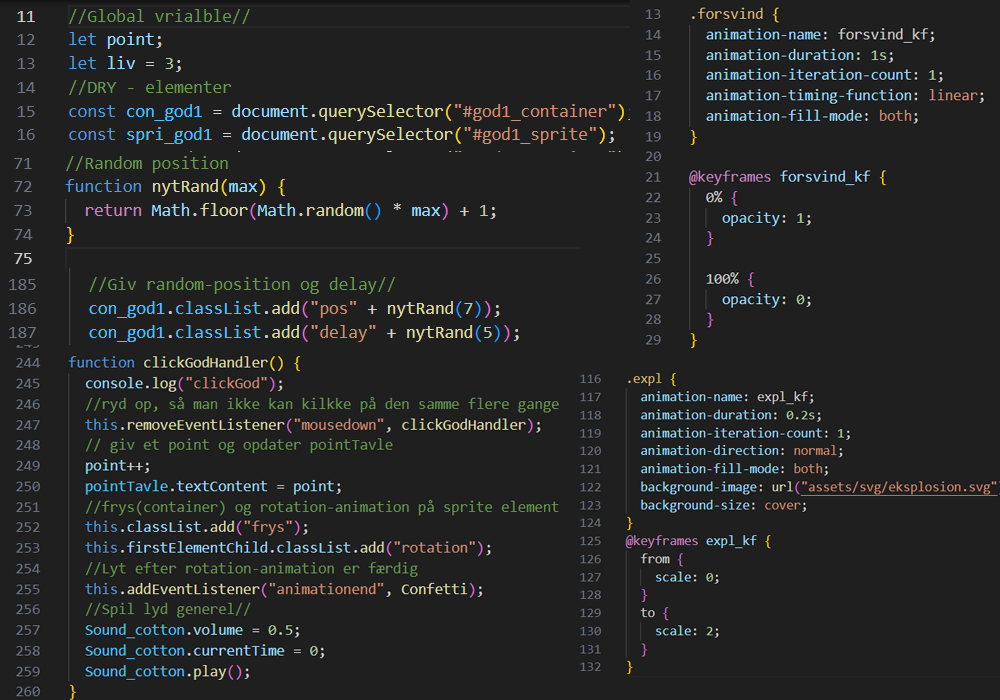 11 //Global vrialble//
12 let point;
13 let liv = 3;
14 //DRY - elementer
15 const con_god1 = document.querySelector("#god1_container")
16 const spri_god1 = document.querySelector("#god1_sprite");
71 //Random position
72 function nytRand(max) {
73 return Math.floor(Math.random() * max) + 1;
74 }
75
185 //Giv random-position og delay//
186 con_god1.classList.add("pos" + nytRand(7));
187 con_god1.classList.add("delay" + nytRand(5));
244 function clickGodHandler() {
245 console.log("clickGod");
246 //ryd op, så man ikke kan kilkke på den samme flere gange
247 this.removeEventListener("mousedown", clickGodHandler);
248 // giv et point og opdater pointTavle
249 point++;
250 pointTavle.textContent = point;
251 //frys(container) og rotation-animation på sprite element
252 this.classList.add("frys");
253 this.firstElementChild.classList.add("rotation");
254 //Lyt efter rotation-animation er færdig
255 this.addEventListener("animationend", Confetti);
256 //Spil lyd generel//
257 Sound_cotton.volume = 0.5;
258 Sound_cotton.currentTime = 0;
259 Sound_cotton.play();
260 }
13 .forsvind {
14 animation-name: forsvind_kf;
15 animation-duration: 1s;
16 animation-iteration-count: 1;
17 animation-timing-function: linear;
18 animation-fill-mode: both;
19 }
20
21 @keyframes forsvind_kf {
22 0% {
23 opacity: 1;
24 }
25
26 100% {
27 opacity: 0;
28 }
29 }
116 .expl {
117 animation-name: expl_kf;
118 animation-duration: 0.2s;
119 animation-iteration-count: 1;
120 animation-direction: normal;
121 animation-fill-mode: both;
122 background-image: url("assets/svg/eksplosion.svg"
123 background-size: cover;
124 }
125 @keyframes expl_kf {
126 from {
127 scale: 0;
128 }
129 to {
130 scale: 2;
131 }
132 }